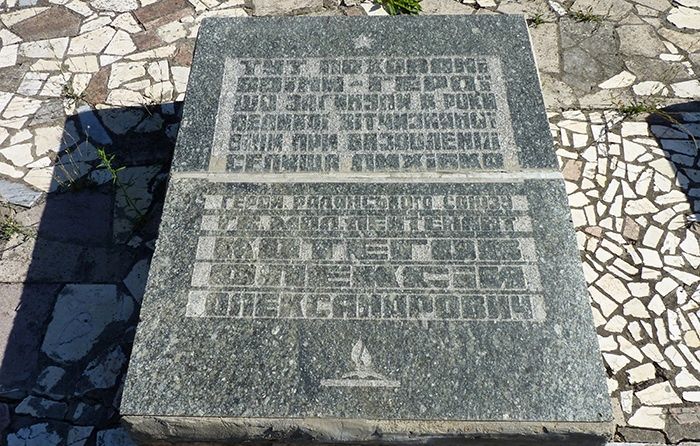 ТУТ ПОХОВАНІ
ВОЇНИ-ГЕРОЇ
ЩО ЗАГИНУЛИ В РОКИ
ВЕЛИКОЇ ВІТЧИЗНЯНОЇ
ВІЙНИ ПРИ ВИЗВОЛЕННІ
СЕЛИЩА
ГЕРОЙ РАДЯНСЬКОГО СОЮЗУ
ГВ. ЛЕЙТЕНАНТ
ОЛЕКСІЙ
ОЛЕКСАНДРОВИЧ